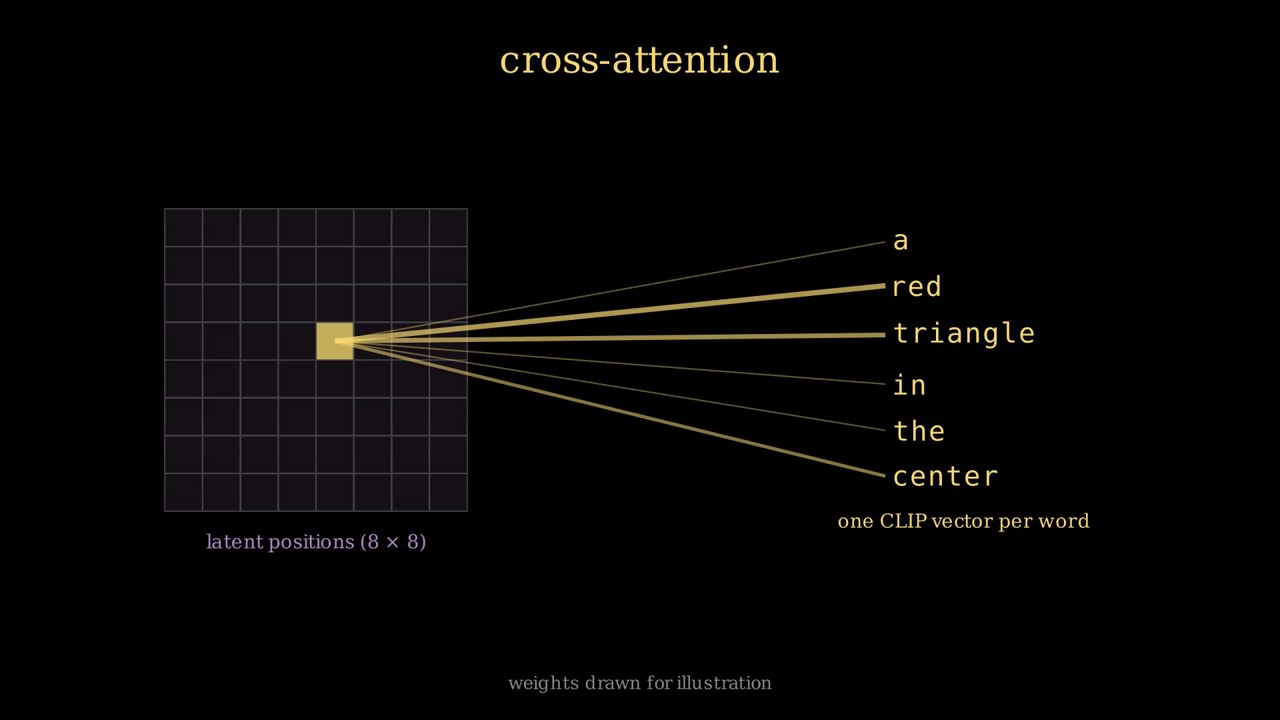 cross-attention
a
red
triangle
in
the
center
one CLIP vector per word
latent positions (8 × 8)
weights drawn for illustration